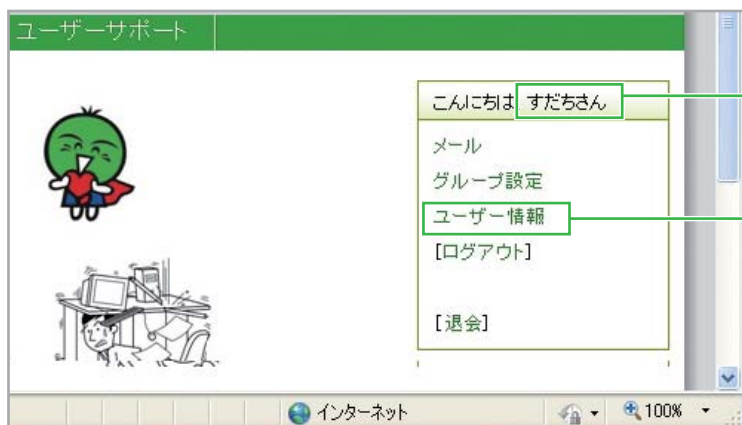 ユーザーサポート
こんにちは すだちさん
メール
グループ設定
ユーザー情報
[ログアウト]
[退会]
インターネット
100%